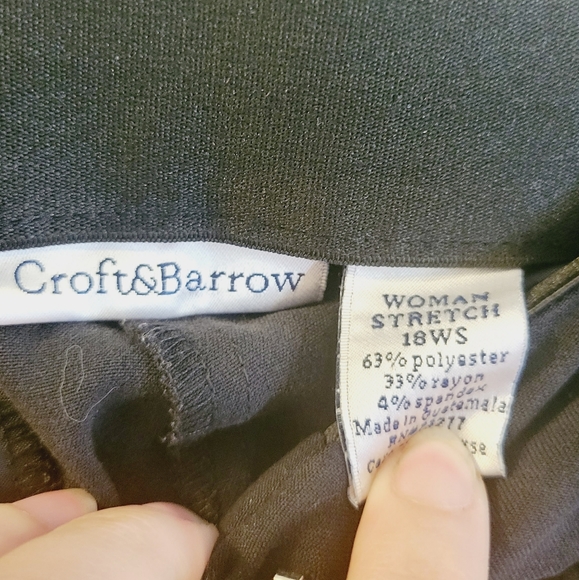 Croft&Barrow
WOMAN
STRETCH
18WS
63% polyester
33% rayon
4% spandex
Made in Guatemala